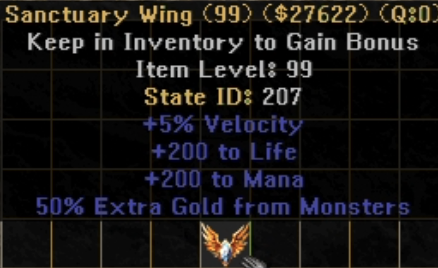 Sanctuary Wing (99) ($27622) (Q:0)
Keep in Inventory to Gain Bonus
Item Level: 99
State ID: 207
+5% Velocity
+200 to Life
+200 to Mana
50% Extra Gold from Monsters